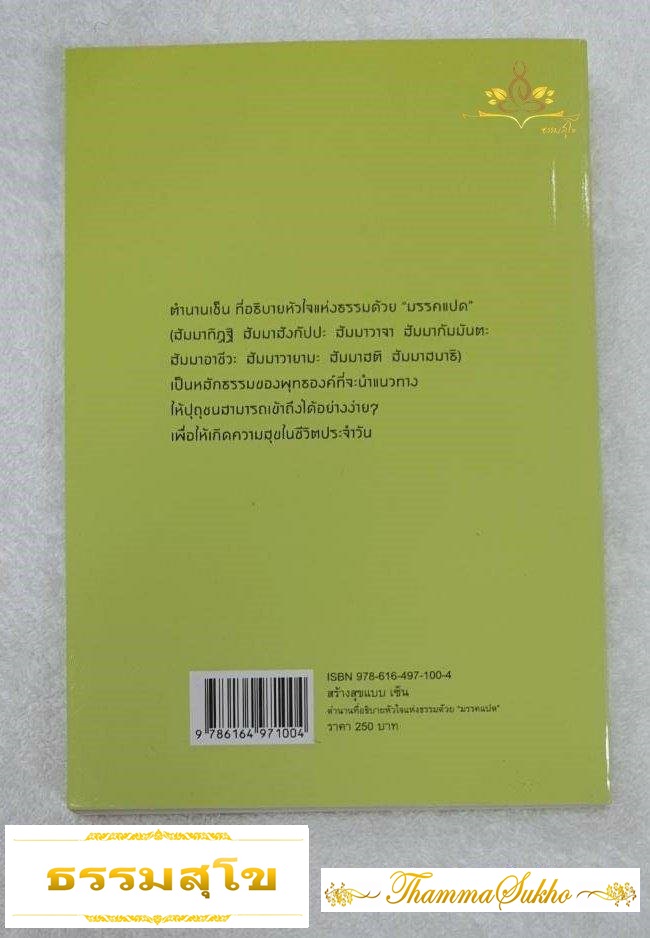 ธรรมสุโข
ตำนานเซ็น ที่อธิบายหัวใจแห่งธรรมด้วย "มรรคแปด"
(สัมมาทิฏฐิ สัมมาสังกัปปะ สัมมาวาจา สัมมากัมมันตะ
สัมมาอาชีวะ สัมมาวายามะ สัมมาสติ สัมมาสมาธิ)
เป็นหลักธรรมของพุทธองค์ที่จะนำแนวทาง
ให้ปุถุชนสามารถเข้าถึงได้อย่างง่ายๆ
เพื่อให้เกิดความสุขในชีวิตประจำวัน
ISBN 978-616-497-100-4
สร้างสุขแบบ เซ็น
ตำนานที่อธิบายหัวใจแห่งธรรมด้วย "มรรคแปด"
ราคา 250 บาท
9 786164 971004
ธรรมสุโข
ThammaSukho